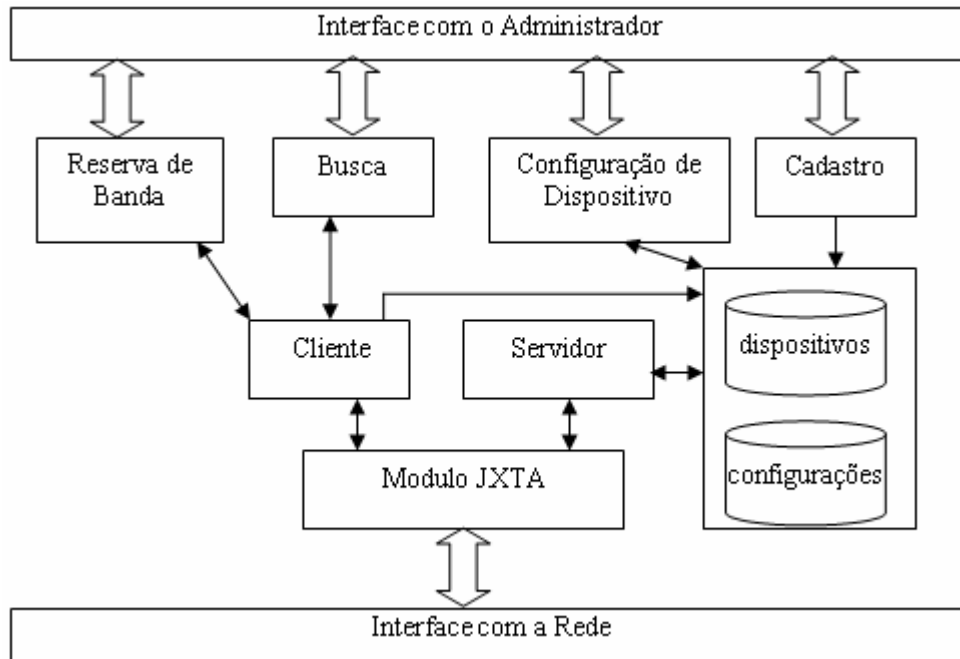 Interface com o Administrador
Reserva de
Banda
Busca
Configuração de
Dispositivo
Cadastro
Cliente
Servidor
dispositivos
configurações
Modulo JXTA
Interface com a Rede